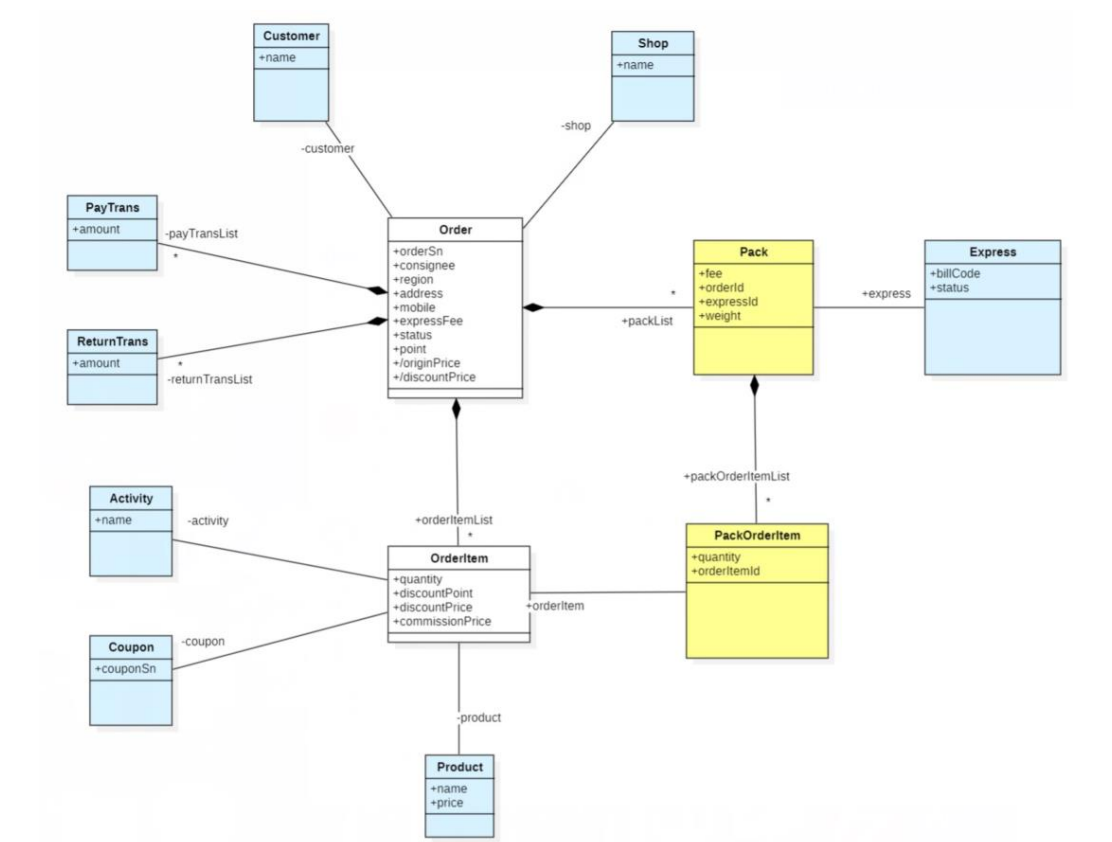 Customer
+name
Shop
+name
-shop
-customer
PayTrans
+amount
-payTransList
*
Order
+orderSn
+consignee
+region
+address
+mobile
+expressFee
+status
+point
+/originPrice
+/discountPrice
*
+packList
Pack
+fee
+orderId
+expressId
+weight
+express
Express
+billCode
+status
ReturnTrans
+amount
*
-returnTransList
Activity
+name
-activity
+orderItemList
*
+packOrderItemList
*
OrderItem
+quantity
+discountPoint
+discountPrice
+commissionPrice
+orderItem
PackOrderItem
+quantity
+orderItemId
Coupon
+couponSn
-coupon
-product
Product
+name
+price